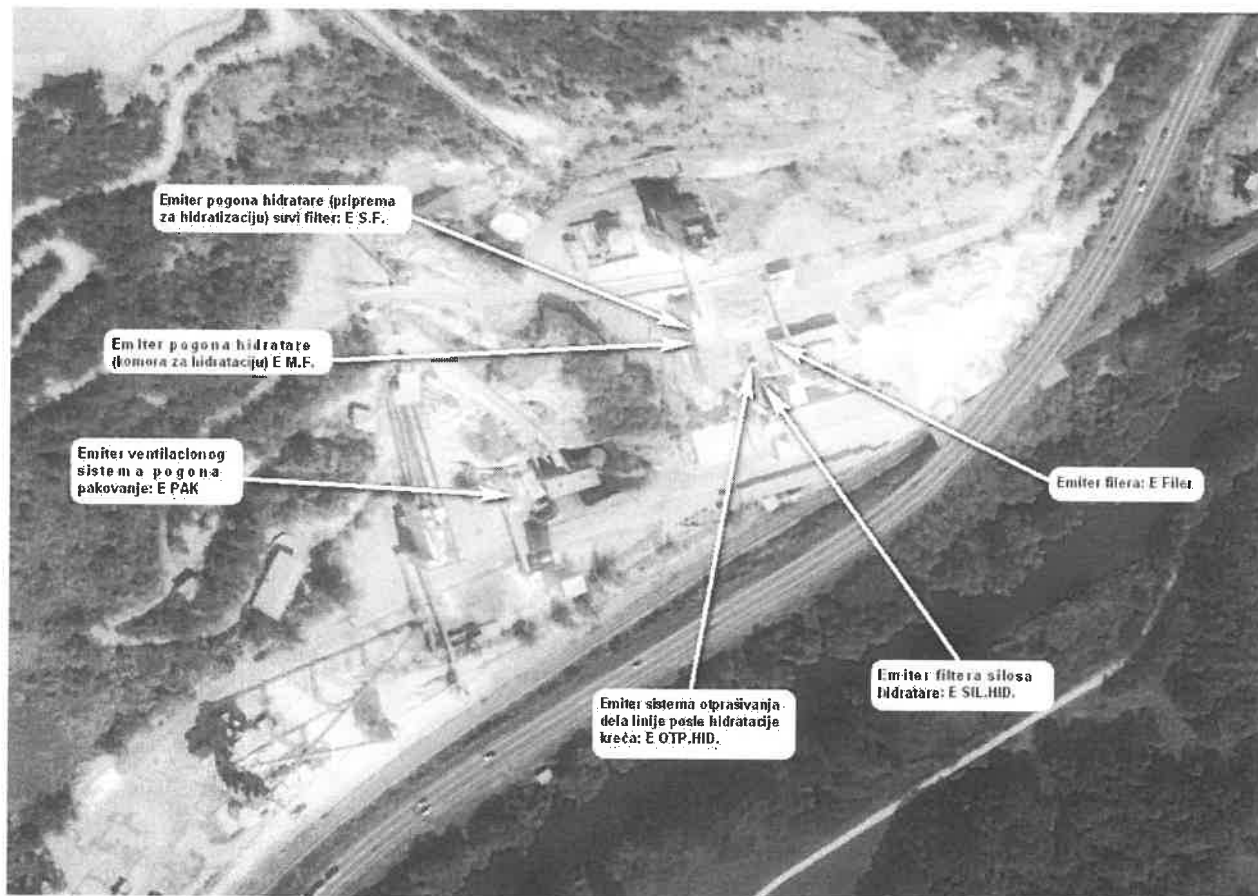 Emiter pogona hidratare (priprema
za hidratizaciju) suvi filter: E S.F.
Emiter pogona hidratare
(komora za hidrataciju) E M.F.
Emiter ventilacionog
sistema pogona
pakovanje: E PAK
Emiter filera: E Filer
Emiter filtera silosa
hidratare: E SIL.HID.
Emiter sistema otprašivanja
dela linije posle hidratacije
kreča: E OTP.HID.